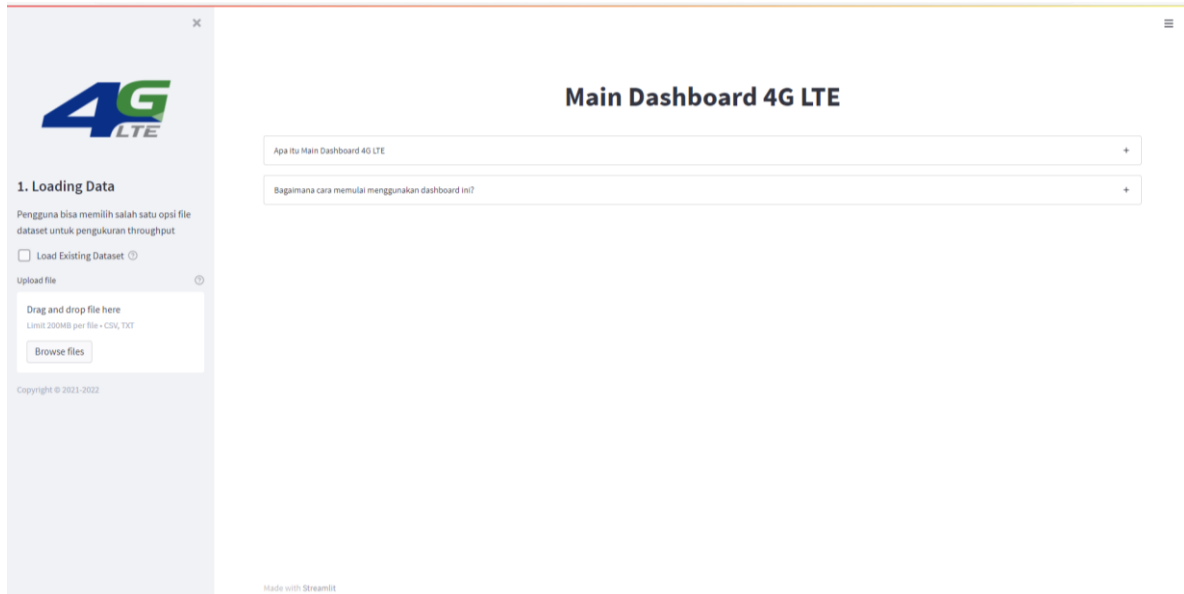 4G
LTE
1. Loading Data
Pengguna bisa memilih salah satu opsi file
dataset untuk pengukuran throughput
Load Existing Dataset
Upload file
Drag and drop file here
Limit 200MB per file • CSV, TXT
Browse files
Copyright © 2021-2022
Main Dashboard 4G LTE
Apa itu Main Dashboard 4G LTE
Bagaimana cara memulai menggunakan dashboard ini?
Made with Streamlit